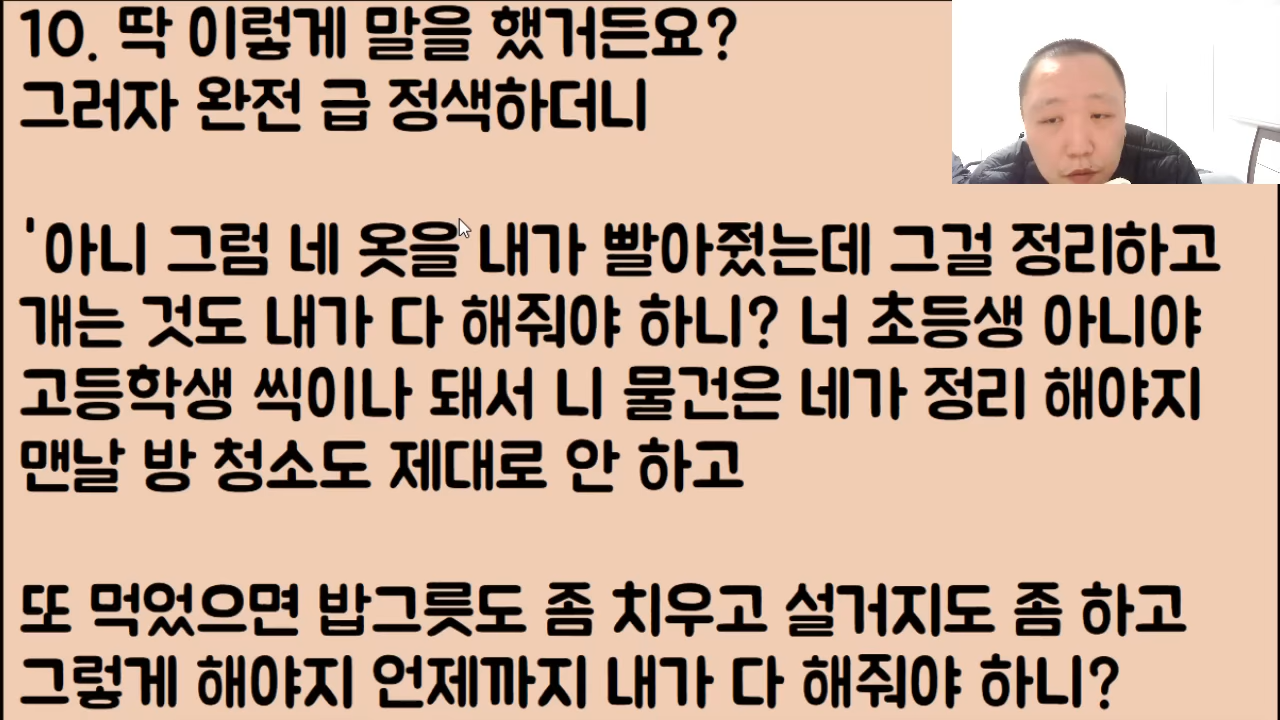 10. 딱 이렇게 말을 했거든요?
그러자 완전 급 정색하더니
'아니 그럼 네 옷을 내가 빨아줬는데 그걸 정리하고
개는 것도 내가 다 해줘야 하니? 너 초등생 아니야
고등학생 씩이나 돼서 니 물건은 네가 정리 해야지
맨날 방 청소도 제대로 안 하고
또 먹었으면 밥그릇도 좀 치우고 설거지도 좀 하고
그렇게 해야지 언제까지 내가 다 해줘야 하니?